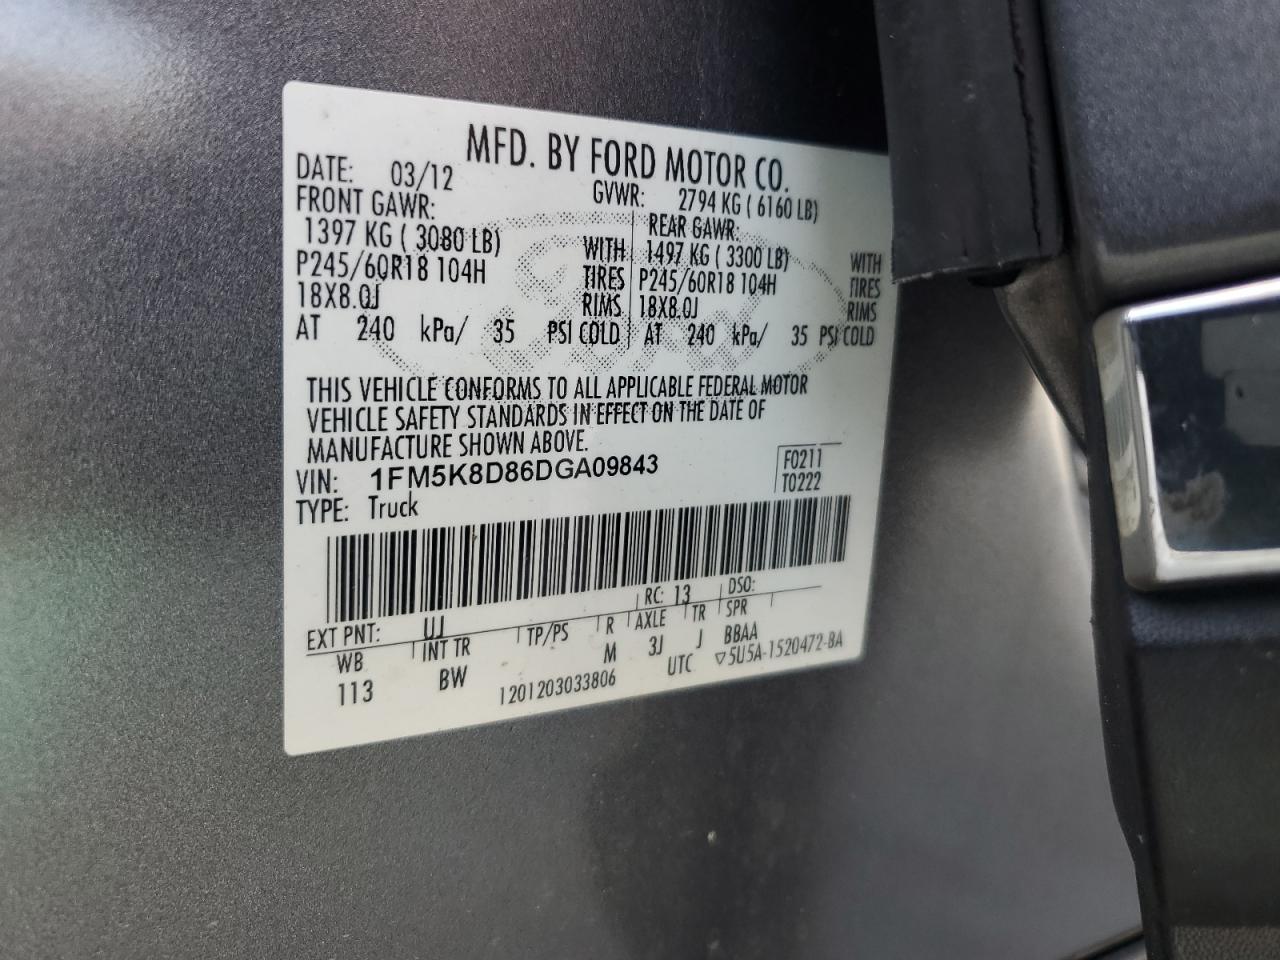 MFD. BY FORD MOTOR CO.
DATE: 03/12 GVWR: 2794 KG ( 6160 LB)
FRONT GAWR: REAR GAWR:
1397 KG ( 3080 LB) WITH 1497 KG ( 3300 LB) WITH
P245/60R18 104H TIRES P245/60R18 104H TIRES
18X8.0J RIMS 18X8.0J RIMS
AT 240 kPa/ 35 PSI COLD AT 240 kPa/ 35 PSI COLD
THIS VEHICLE CONFORMS TO ALL APPLICABLE FEDERAL MOTOR
VEHICLE SAFETY STANDARDS IN EFFECT ON THE DATE OF
MANUFACTURE SHOWN ABOVE.
VIN: 1FM5K8D86DGA09843 F0211
TYPE: Truck T0222
EXT PNT: UJ RC: 13 DSO:
WB INT TR TP/PS R AXLE TR SPR
113 BW M 3J J BBAA
1201203033806 UTC ▽5U5A-1520472-BA